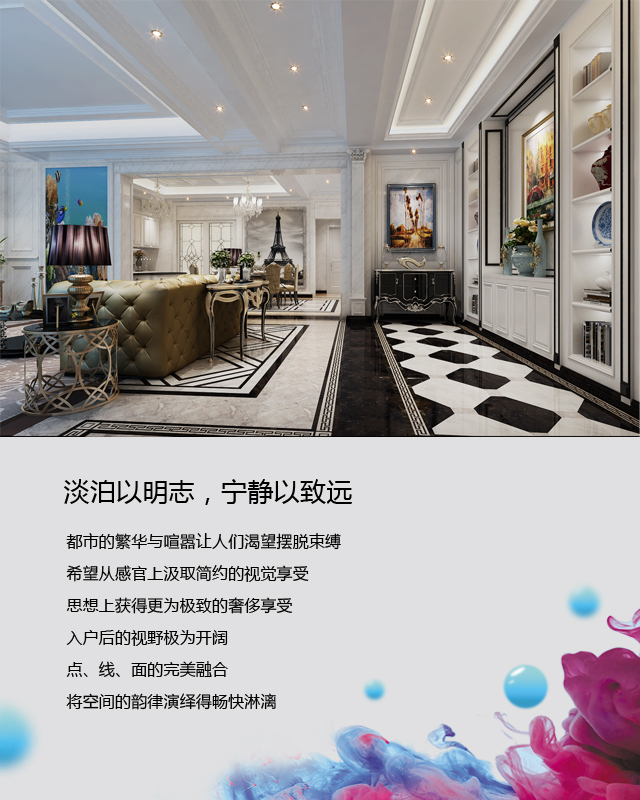 淡泊以明志，宁静以致远
都市的繁华与喧嚣让人们渴望摆脱束缚
希望从感官上汲取简约的视觉享受
思想上获得更为极致的奢侈享受
入户后的视野极为开阔
点、线、面的完美融合
将空间的韵律演绎得畅快淋漓